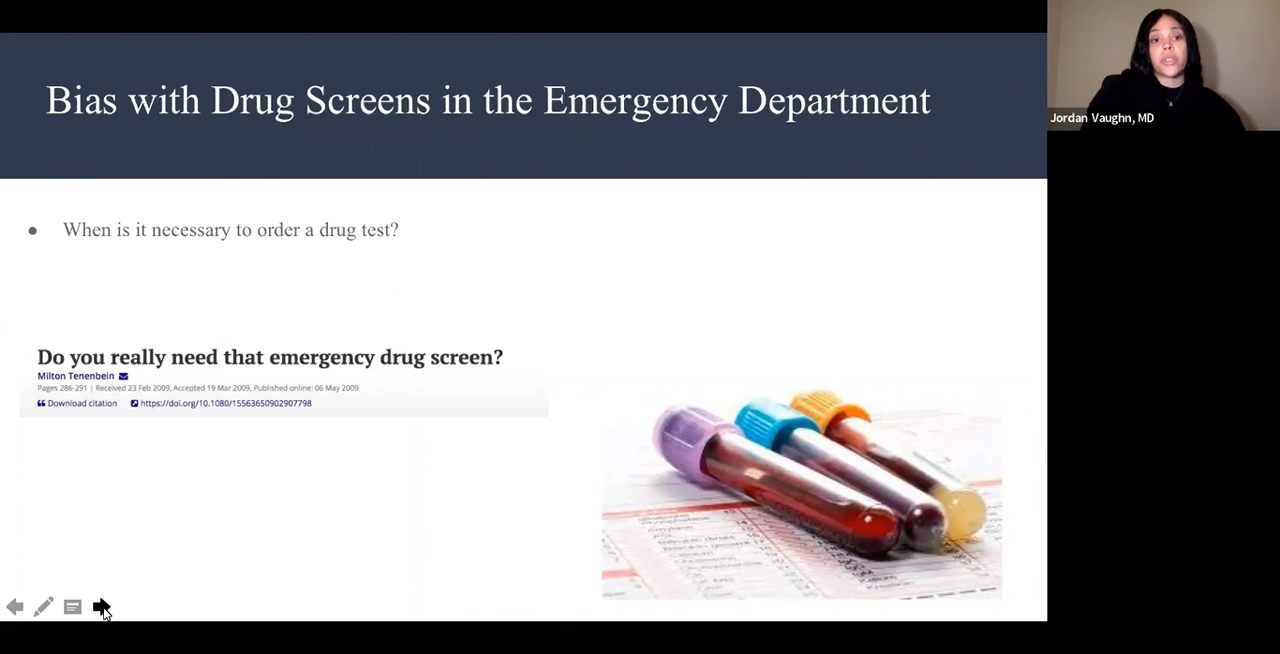 Bias with Drug Screens in the Emergency Department
Jordan Vaughn, MD
● When is it necessary to order a drug test?
Do you really need that emergency drug screen?
Milton Tenenbein
Pages 286-291 | Received 23 Feb 2009, Accepted 19 Mar 2009, Published online: 06 May 2009
Download citation https://doi.org/10.1080/15563650902907798